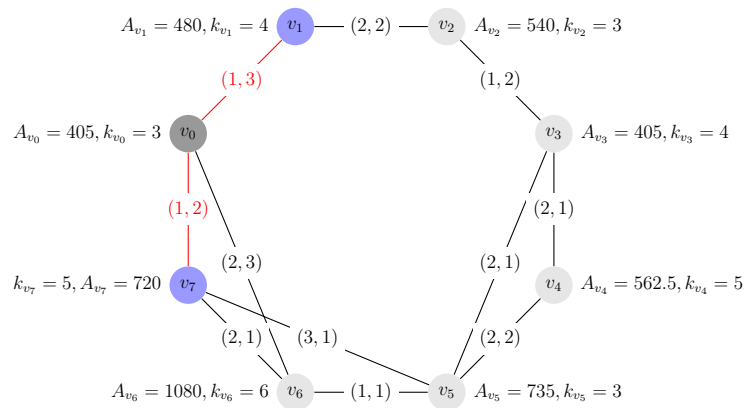 A_{v_1} = 480, k_{v_1} = 4 v_1 (2, 2) v_2 A_{v_2} = 540, k_{v_2} = 3
(1, 3) (1, 2)
A_{v_0} = 405, k_{v_0} = 3 v_0 v_3 A_{v_3} = 405, k_{v_3} = 4
(1, 2) (2, 1)
(2, 3) (2, 1)
k_{v_7} = 5, A_{v_7} = 720 v_7 v_4 A_{v_4} = 562.5, k_{v_4} = 5
(2, 1) (3, 1) (2, 2)
A_{v_6} = 1080, k_{v_6} = 6 v_6 (1, 1) v_5 A_{v_5} = 735, k_{v_5} = 3